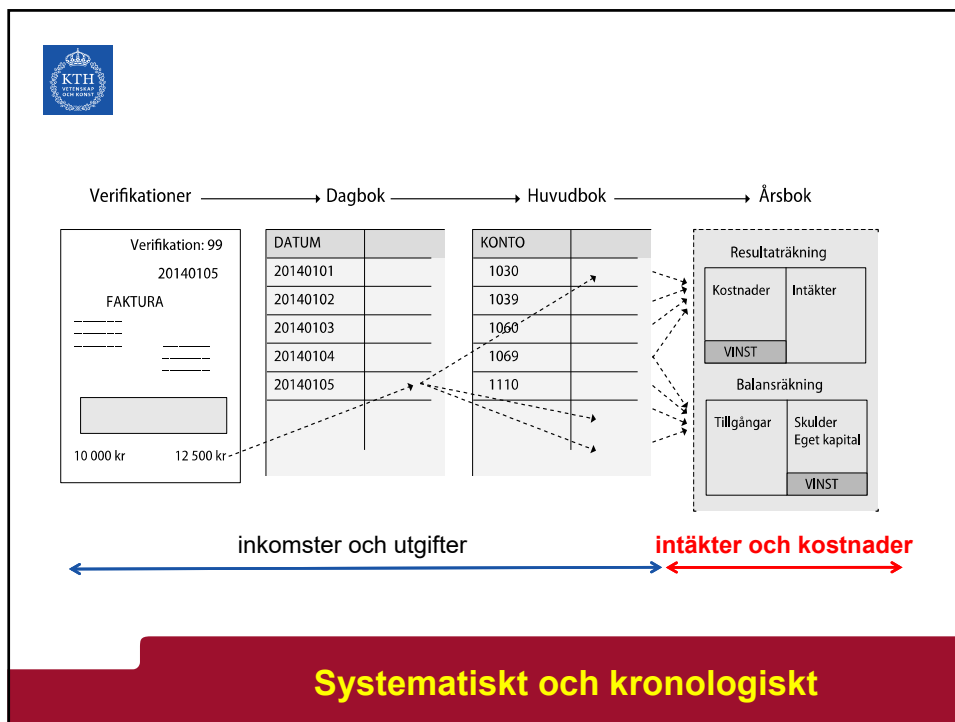 KTH
VETENSKAP
OCH KONST
Verifikationer
Dagbok
Huvudbok
Årsbok
Verifikation: 99
20140105
FAKTURA
10 000 kr
12 500 kr
DATUM
20140101
20140102
20140103
20140104
20140105
KONTO
1030
1039
1060
1069
1110
Resultaträkning
Kostnader
Intäkter
VINST
Balansräkning
Tillgångar
Skulder
Eget kapital
VINST
inkomster och utgifter
intäkter och kostnader
Systematiskt och kronologiskt